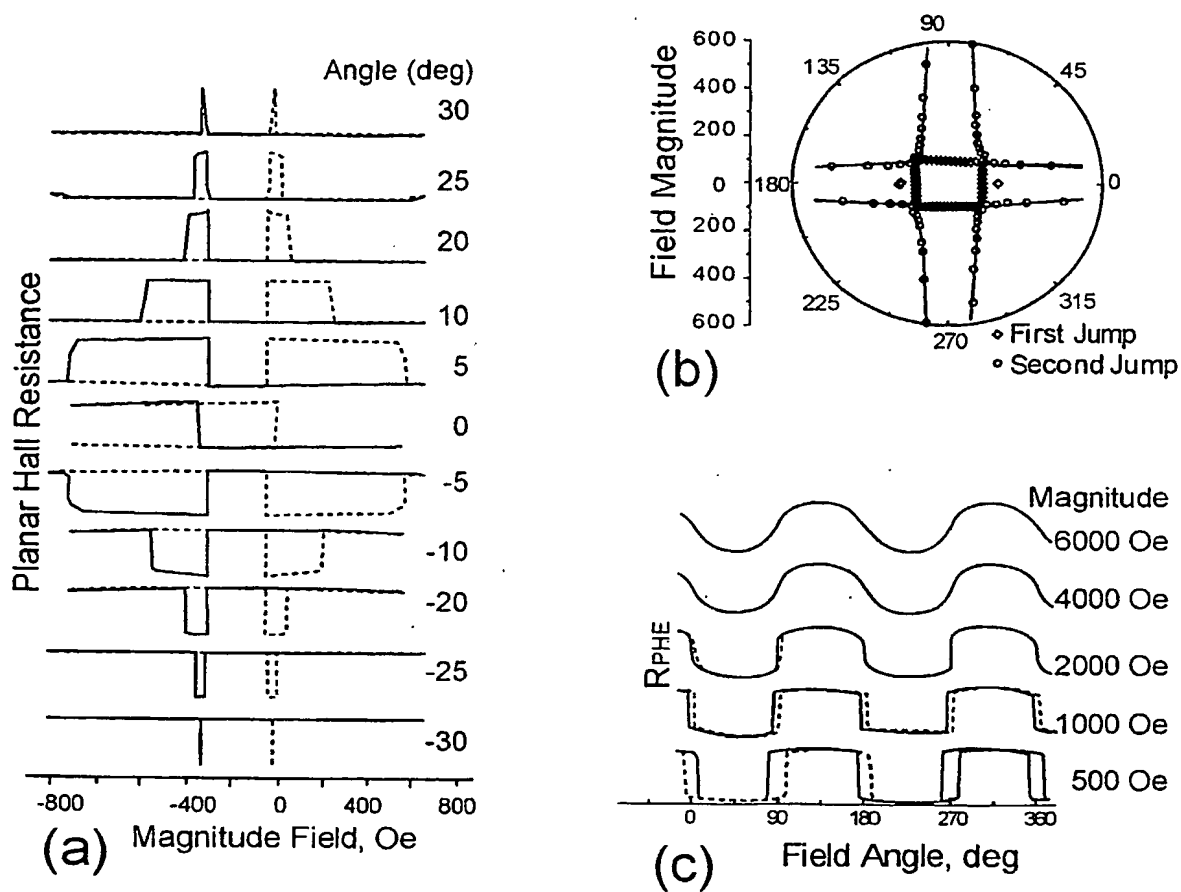 Angle (deg)
30
25
20
10
5
0
-5
-10
-20
-25
-30
Planar Hall Resistance
-800
-400
0
400
800
Magnitude Field, Oe
(a)
(b)
600
400
200
0
200
400
600
Field Magnitude
90
135
45
180
0
225
315
270
First Jump
Second Jump
Magnitude
6000 Oe
4000 Oe
2000 Oe
1000 Oe
500 Oe
RPHE
0
90
180
270
360
Field Angle, deg
(c)